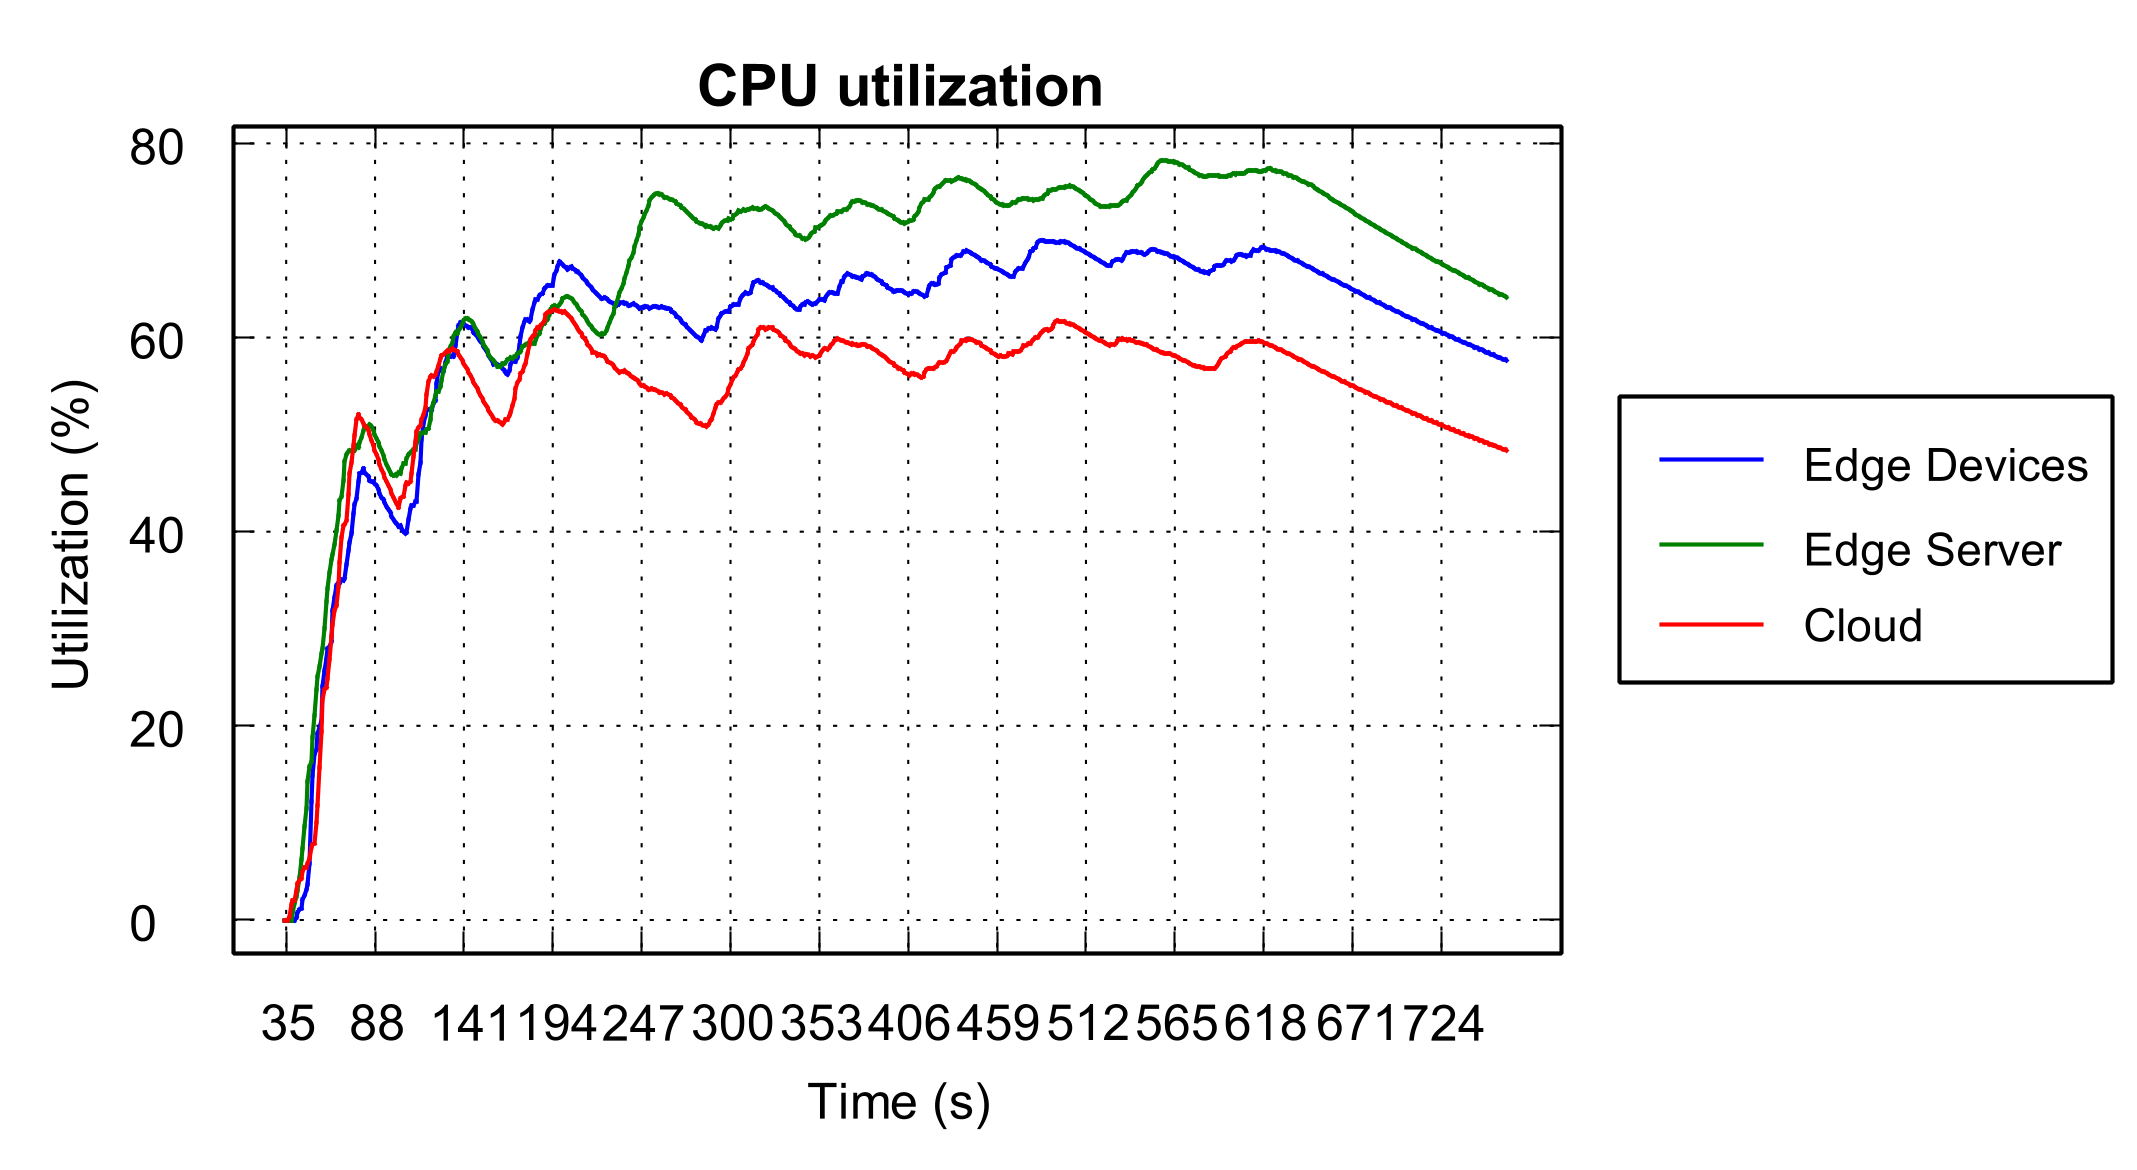 CPU utilization
80
60
40
20
0
Utilization (%)
35 88 141 194 247 300 353 406 459 512 565 618 671 724
Time (s)
Edge Devices
Edge Server
Cloud